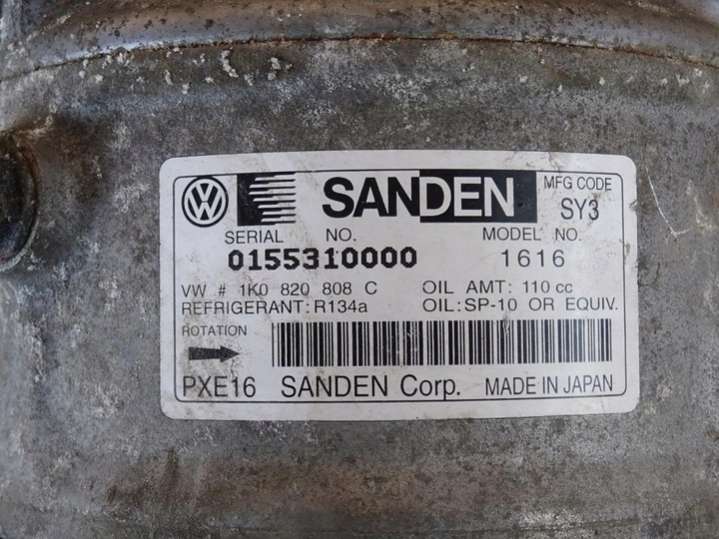 SANDEN
MFG CODE
SY3
SERIAL NO.
0155310000
MODEL NO.
1616
VW # 1K0 820 808 C
OIL AMT: 110 cc
REFRIGERANT: R134a
OIL:SP-10 OR EQUIV.
ROTATION
PXE16 SANDEN Corp. MADE IN JAPAN